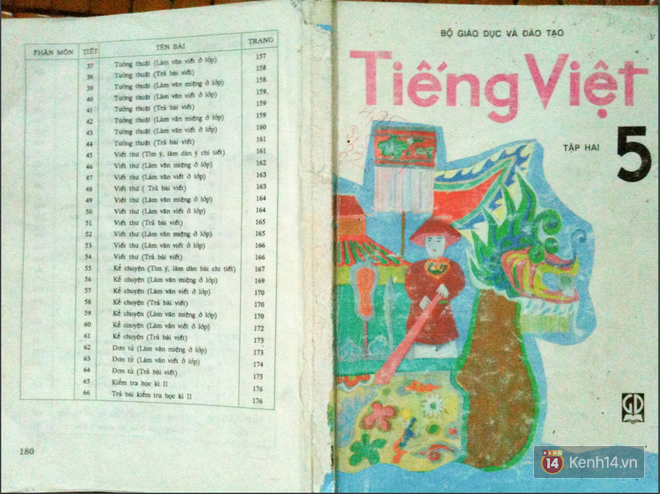 PHÂN MÔN TIẾT TÊN BÀI TRANG
37 Tường thuật (Làm văn viết ở lớp) 157
38 Tường thuật (Trả bài viết) 158
39 Tường thuật (Làm văn miệng ở lớp) 158
40 Tường thuật (Làm văn viết ở lớp) 159
41 Tường thuật (Trả bài viết) 159
42 Tường thuật (Làm văn miệng ở lớp) 159
43 Tường thuật (Làm văn viết ở lớp) 160
44 Tường thuật (Trả bài viết) 161
45 Viết thư (Tìm ý, làm dàn ý chi tiết) 161
46 Viết thư (Làm văn miệng ở lớp) 162
47 Viết thư (Làm văn viết ở lớp) 163
48 Viết thư ( Trả bài viết) 163
49 Viết thư (Làm văn miệng ở lớp) 164
50 Viết thư (Làm văn viết ở lớp) 164
51 Viết thư (Trả bài viết) 165
52 Viết thư (Làm văn miệng ở lớp) 165
53 Viết thư (Làm văn viết ở lớp) 166
54 Viết thư (Trả bài viết) 166
55 Kể chuyện (Tìm ý, làm dàn bài chi tiết) 167
56 Kể chuyện (Làm văn miệng ở lớp) 169
57 Kể chuyện (Làm văn viết ở lớp) 170
58 Kể chuyện (Trả bài viết) 170
59 Kể chuyện (Làm văn miệng ở lớp) 170
60 Kể chuyện (Làm văn viết ở lớp) 172
61 Kể chuyện (Trả bài viết) 173
62 Đơn từ (Làm văn miệng ở lớp) 173
63 Đơn từ (Làm văn viết ở lớp) 174
64 Đơn từ (Trả bài viết) 175
65 Kiểm tra học kì II 176
66 Trả bài kiểm tra học kì II 176
180
BỘ GIÁO DỤC VÀ ĐÀO TẠO
Tiếng Việt
TẬP HAI 5
GD
KENH 14
Kenh14.vn